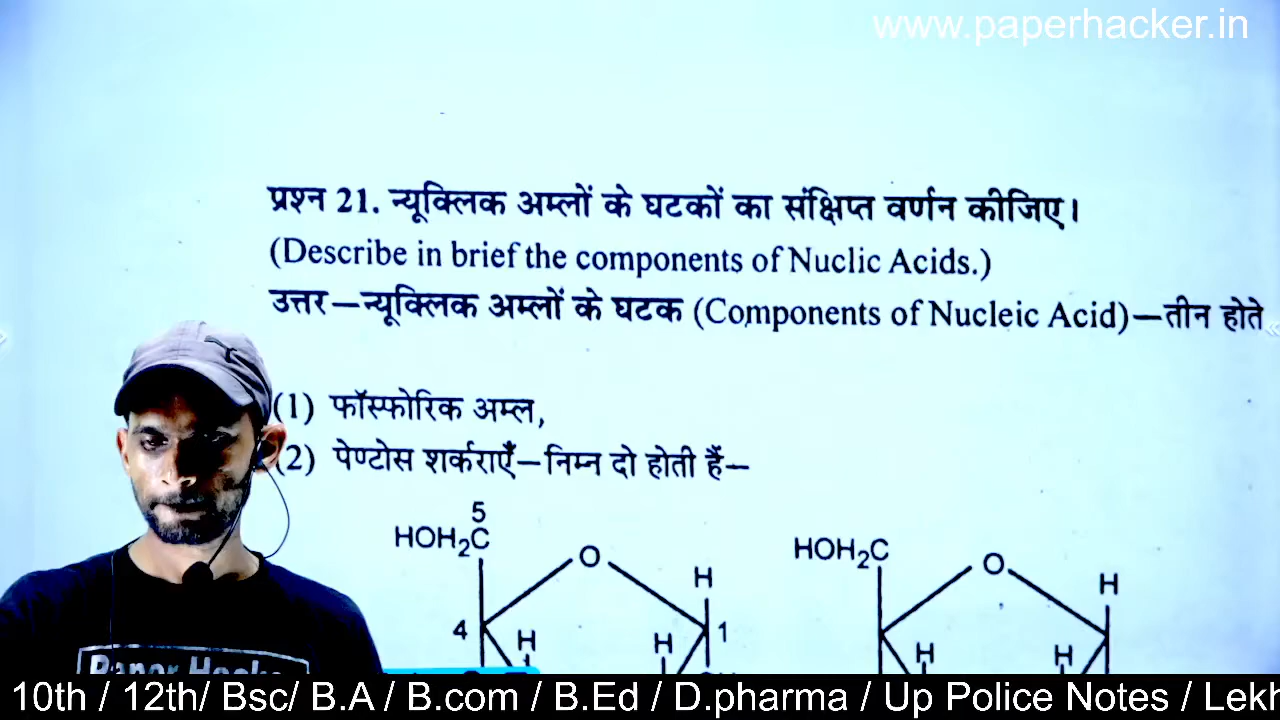 www.paperhacker.in
प्रश्न 21. न्यूक्लिक अम्लों के घटकों का संक्षिप्त वर्णन कीजिए।
(Describe in brief the components of Nuclic Acids.)
उत्तर—न्यूक्लिक अम्लों के घटक (Components of Nucleic Acid)—तीन होते
(1) फॉस्फोरिक अम्ल,
(2) पेण्टोस शर्कराएँ—निम्न दो होती हैं—
5
HOH₂C O H HOH₂C O H
4 H H 1 H H
Paper Hacke
10th / 12th/ Bsc/ B.A / B.com / B.Ed / D.pharma / Up Police Notes / Lekh